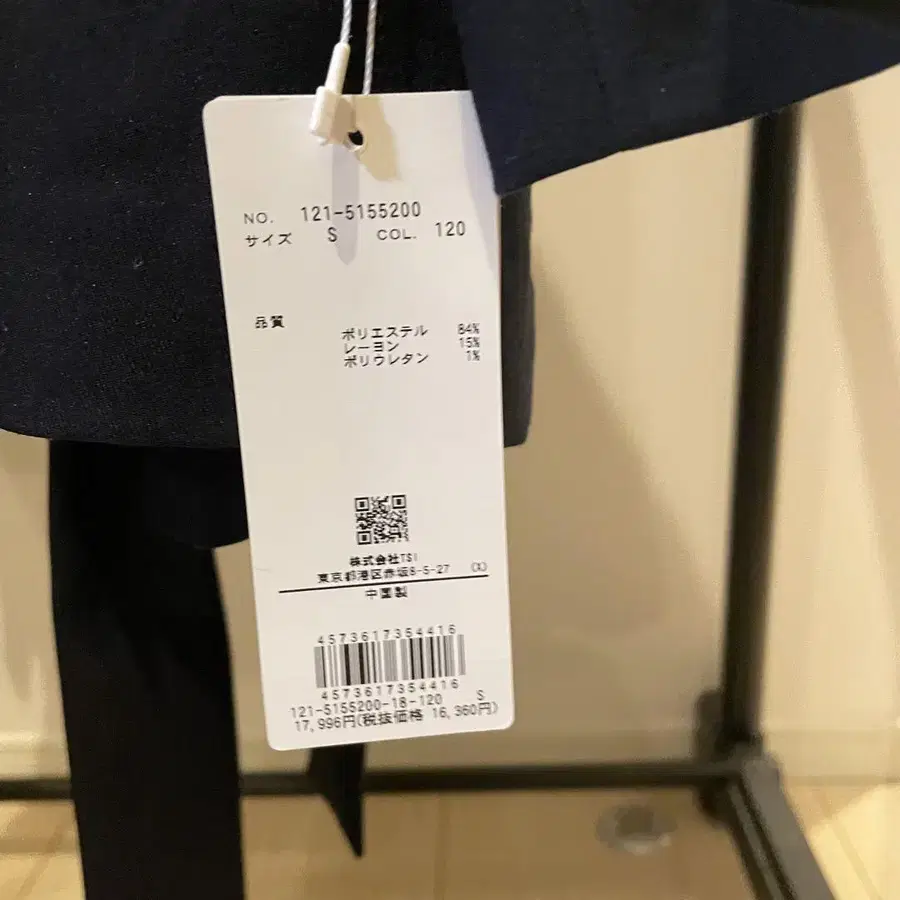 NO. 121-5155200
サイズ S COL. 120
品質
ポリエステル 84%
レーヨン 15%
ポリウレタン 1%
株式会社TSI
東京都港区赤坂8-5-27 (X)
中国製
4573617354416
4573617354416
121-5155200-18-120 S
17,996円(税抜価格 16,360円)